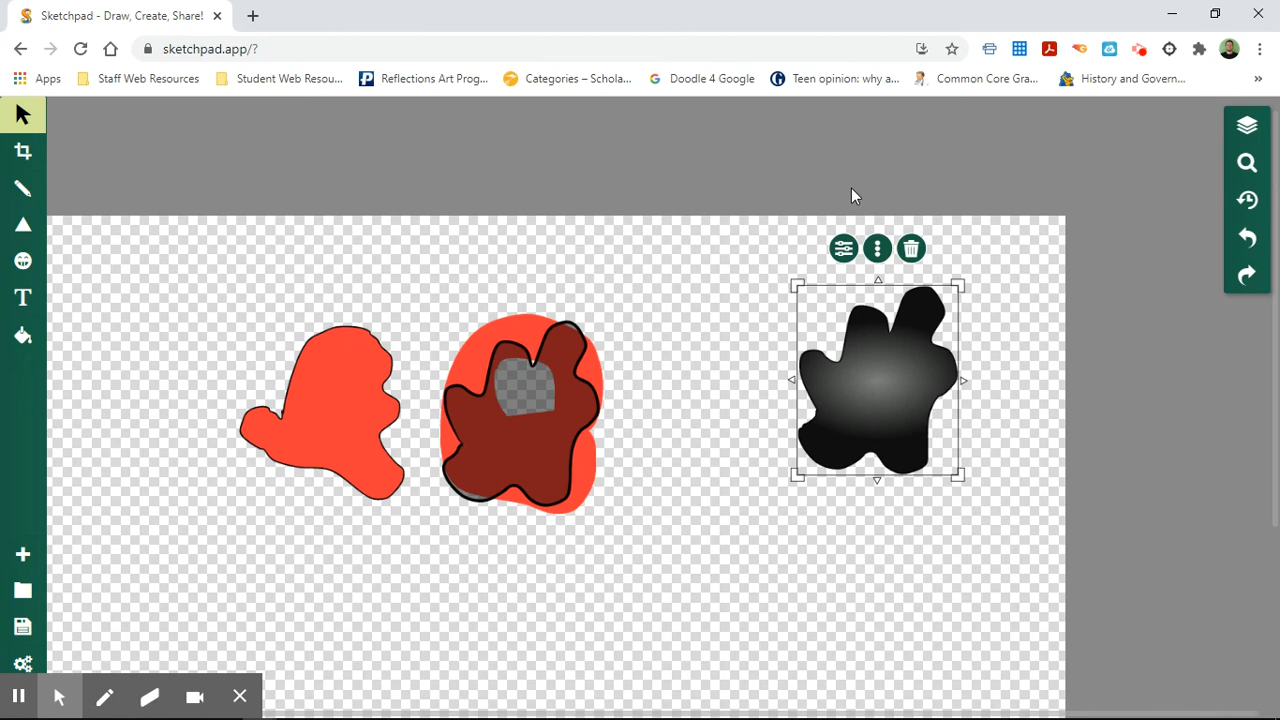 Sketchpad - Draw, Create, Share!
sketchpad.app/?
Apps Staff Web Resources Student Web Resou... Reflections Art Prog... Categories – Schola... Doodle 4 Google Teen opinion: why a... Common Core Gra... History and Govern... »
T